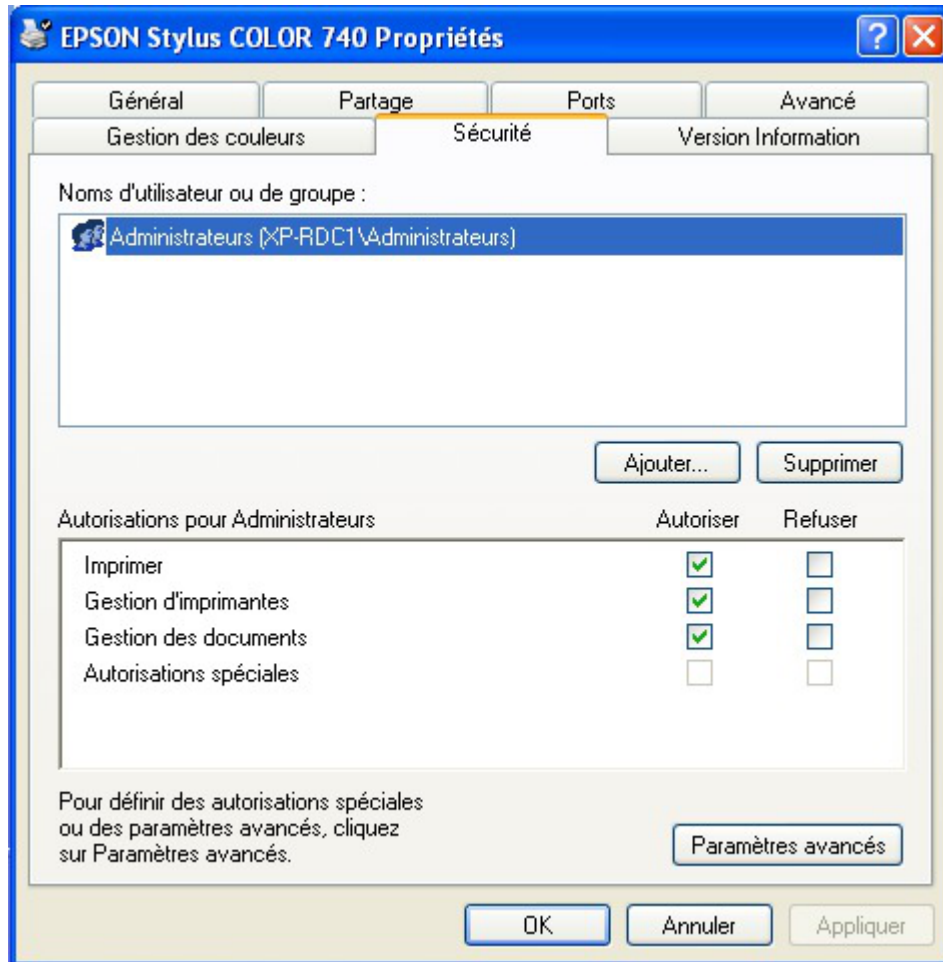 EPSON Stylus COLOR 740 Propriétés
Général Partage Ports Avancé
Gestion des couleurs Sécurité Version Information
Noms d'utilisateur ou de groupe :
Administrateurs (XP-RDC1\Administrateurs)
Ajouter... Supprimer
Autorisations pour Administrateurs Autoriser Refuser
Imprimer
Gestion d'imprimantes
Gestion des documents
Autorisations spéciales
Pour définir des autorisations spéciales
ou des paramètres avancés, cliquez
sur Paramètres avancés.
Paramètres avancés
OK Annuler Appliquer